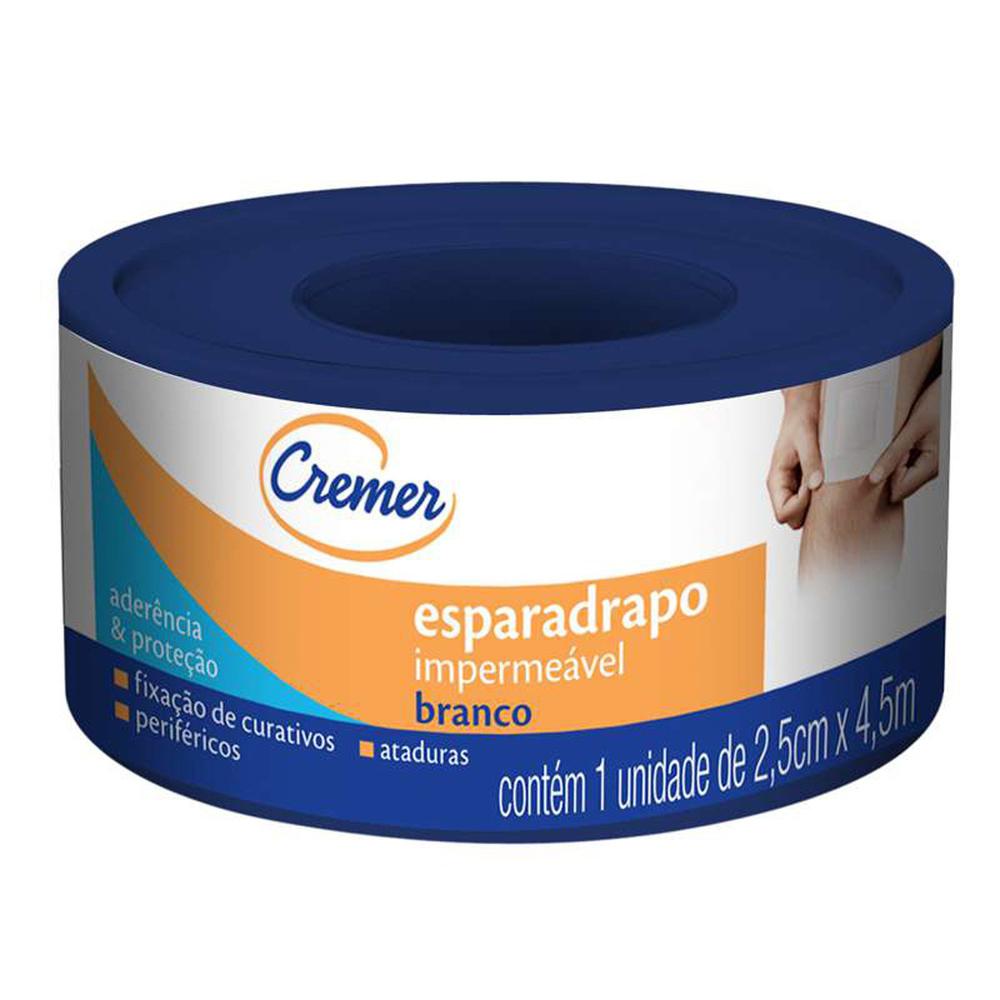 Cremer
esparadrapo
impermeável
branco
aderência
& proteção
fixação de curativos
periféricos
ataduras
contém 1 unidade de 2,5cm x 4,5m